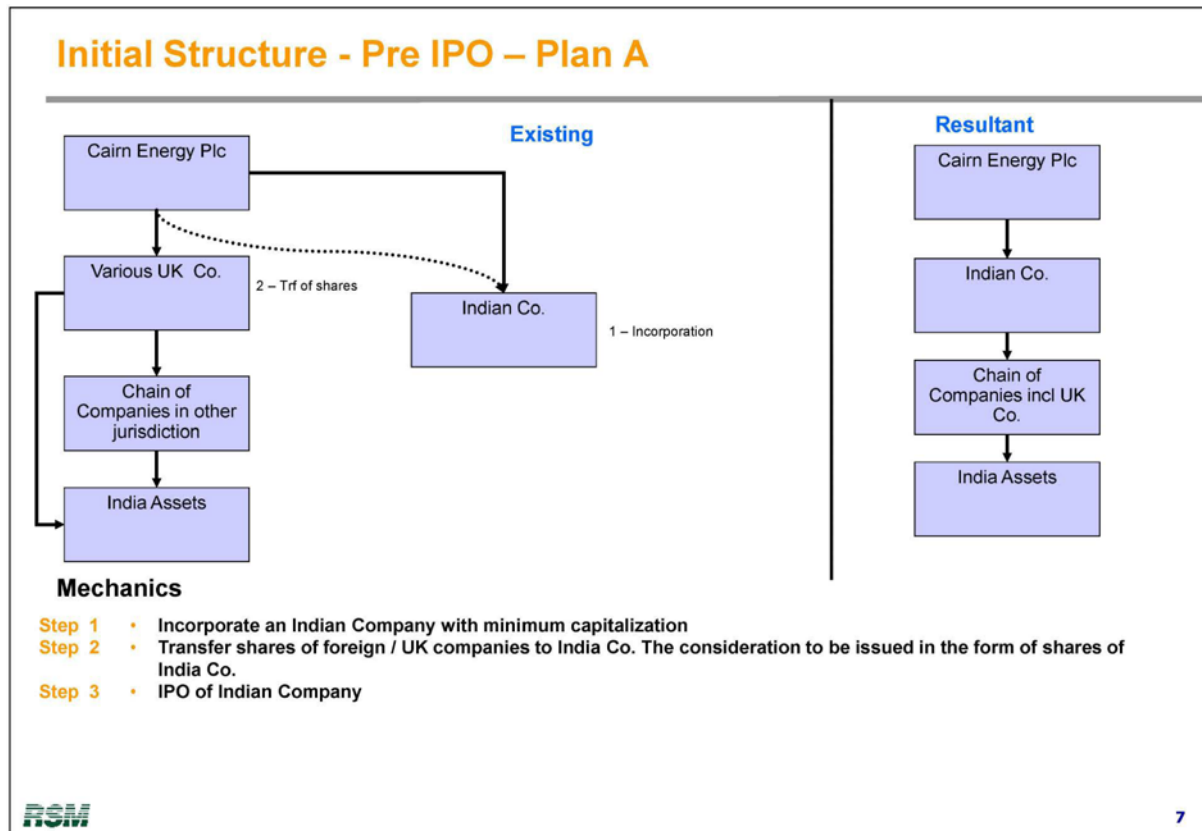 Initial Structure - Pre IPO – Plan A
Existing
Cairn Energy Plc
Various UK Co.
2 – Trf of shares
Indian Co.
1 – Incorporation
Chain of
Companies in other
jurisdiction
India Assets
Resultant
Cairn Energy Plc
Indian Co.
Chain of
Companies incl UK
Co.
India Assets
Mechanics
Step 1 • Incorporate an Indian Company with minimum capitalization
Step 2 • Transfer shares of foreign / UK companies to India Co. The consideration to be issued in the form of shares of
India Co.
Step 3 • IPO of Indian Company
RSM
7